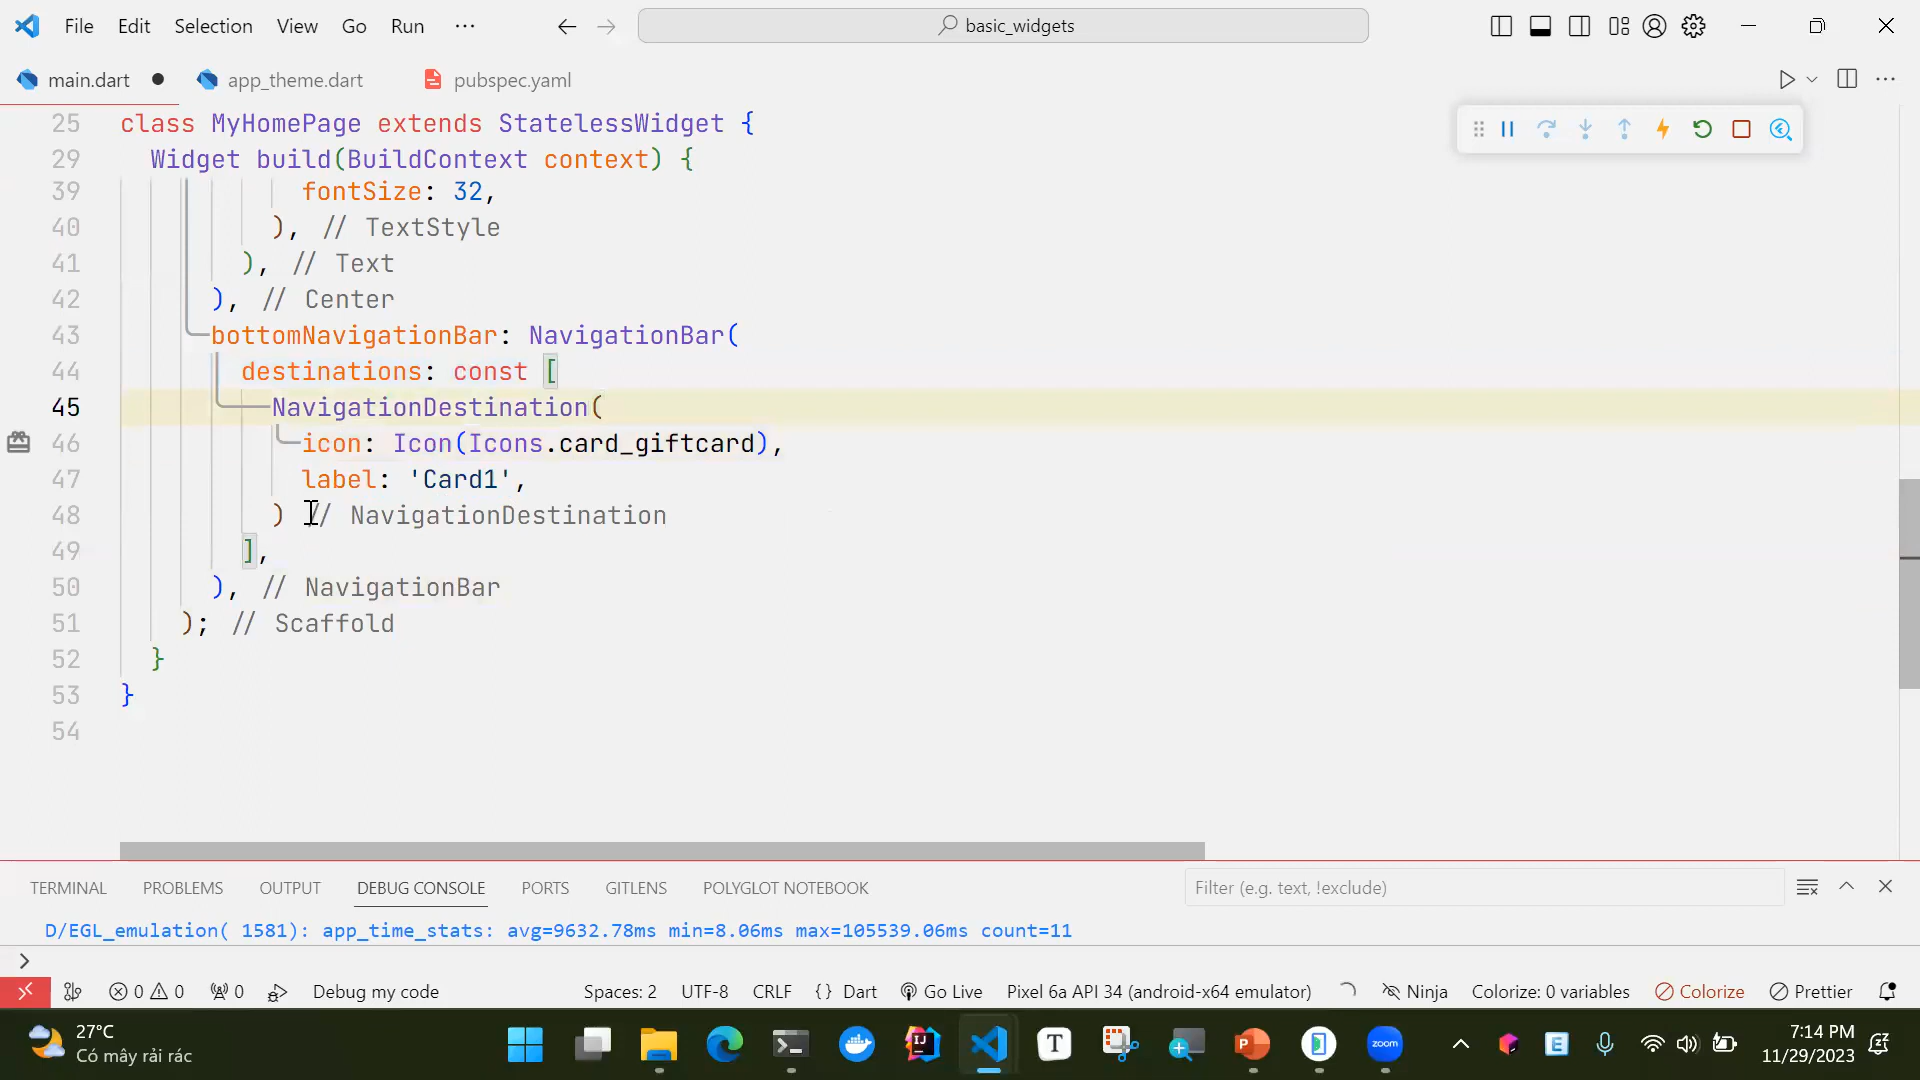 File Edit Selection View Go Run ··· basic_widgets
main.dart app_theme.dart pubspec.yaml
25 class MyHomePage extends StatelessWidget {
29 Widget build(BuildContext context) {
39 fontSize: 32,
40 ), // TextStyle
41 ), // Text
42 ), // Center
43 bottomNavigationBar: NavigationBar(
44 destinations: const [
45 NavigationDestination(
46 icon: Icon(Icons.card_giftcard),
47 label: 'Card1',
48 ) // NavigationDestination
49 ],
50 ), // NavigationBar
51 ); // Scaffold
52 }
53 }
54
TERMINAL PROBLEMS OUTPUT DEBUG CONSOLE PORTS GITLENS POLYGLOT NOTEBOOK Filter (e.g. text, !exclude)
D/EGL_emulation( 1581): app_time_stats: avg=9632.78ms min=8.06ms max=105539.06ms count=11
>
0 0 0 Debug my code Spaces: 2 UTF-8 CRLF {} Dart Go Live Pixel 6a API 34 (android-x64 emulator) Ninja Colorize: 0 variables Colorize Prettier
27°C
Có mây rải rác
T
zoom
E
7:14 PM
11/29/2023